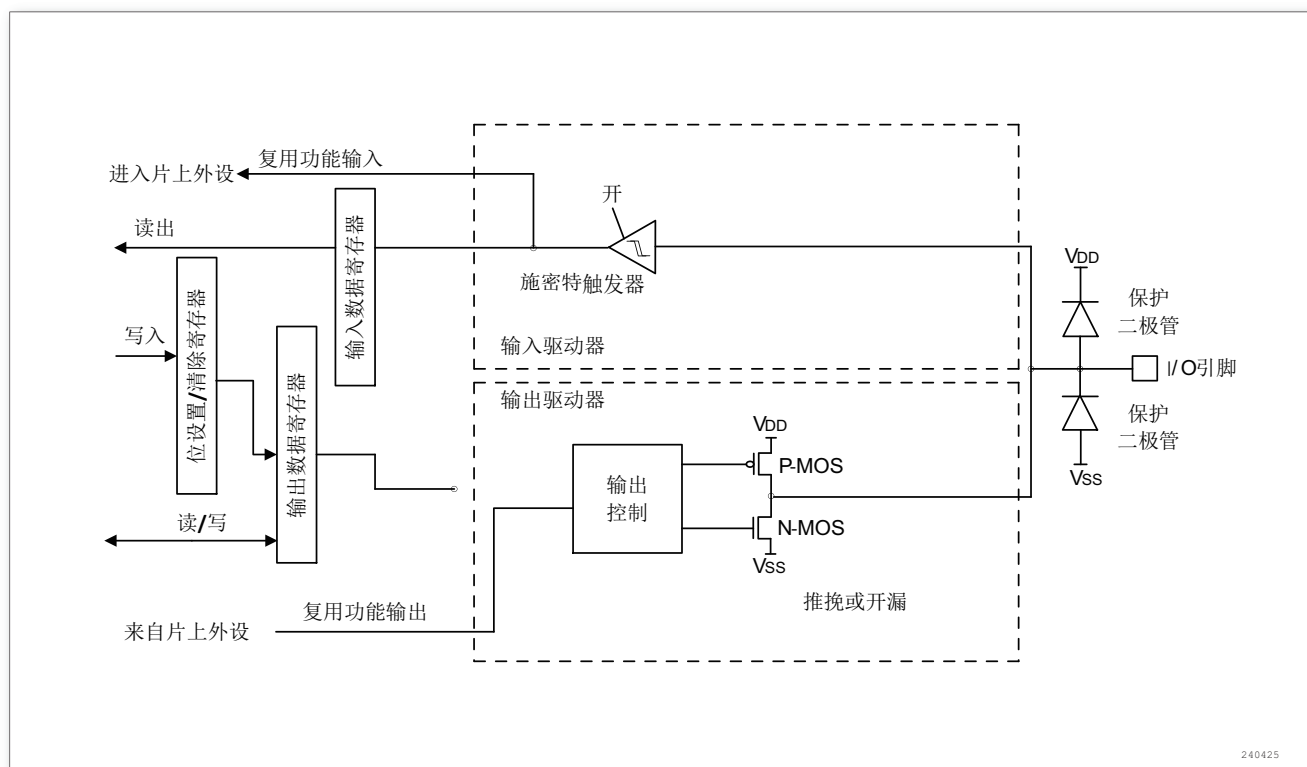 复用功能输入
进入片上外设
读出
开
施密特触发器
输入数据寄存器
输入驱动器
写入
位设置/清除寄存器
输出数据寄存器
读/写
VDD
保护
二极管
I/O引脚
保护
二极管
VSS
输出驱动器
VDD
P-MOS
输出
控制
N-MOS
VSS
推挽或开漏
复用功能输出
来自片上外设
240425